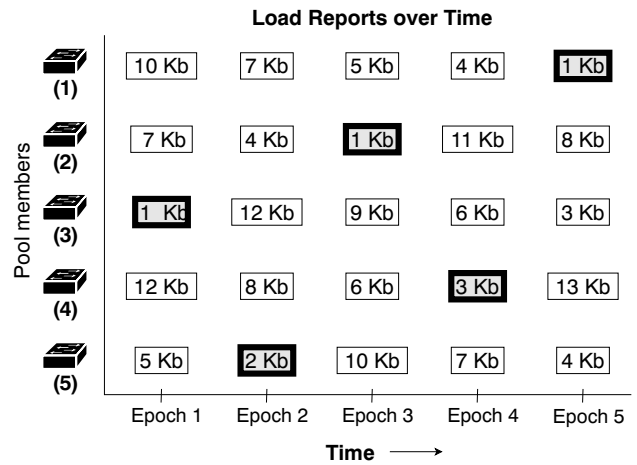 Load Reports over Time
Pool members
(1) 10 Kb 7 Kb 5 Kb 4 Kb 1 Kb
(2) 7 Kb 4 Kb 1 Kb 11 Kb 8 Kb
(3) 1 Kb 12 Kb 9 Kb 6 Kb 3 Kb
(4) 12 Kb 8 Kb 6 Kb 3 Kb 13 Kb
(5) 5 Kb 2 Kb 10 Kb 7 Kb 4 Kb
Epoch 1 Epoch 2 Epoch 3 Epoch 4 Epoch 5
Time